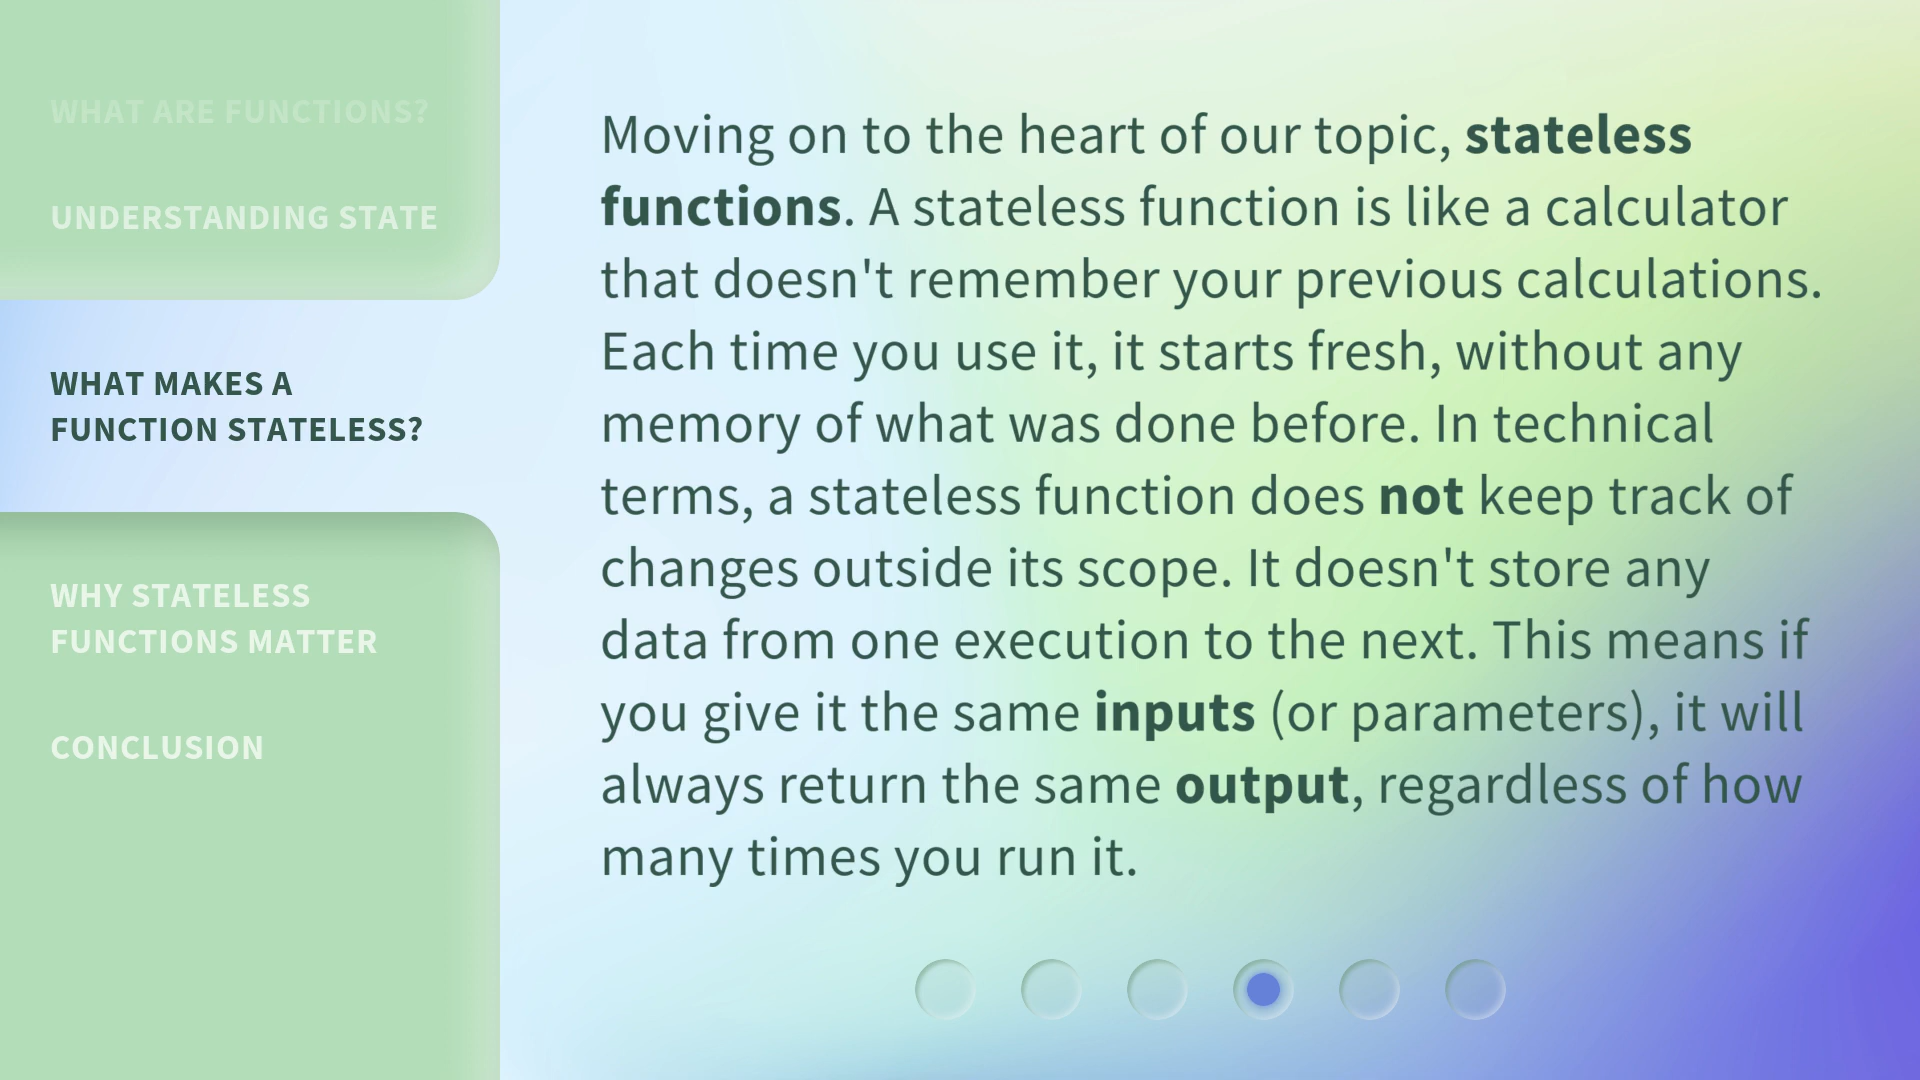 WHAT ARE FUNCTIONS?
UNDERSTANDING STATE
WHAT MAKES A
FUNCTION STATELESS?
WHY STATELESS
FUNCTIONS MATTER
CONCLUSION
Moving on to the heart of our topic, stateless
functions. A stateless function is like a calculator
that doesn't remember your previous calculations.
Each time you use it, it starts fresh, without any
memory of what was done before. In technical
terms, a stateless function does not keep track of
changes outside its scope. It doesn't store any
data from one execution to the next. This means if
you give it the same inputs (or parameters), it will
always return the same output, regardless of how
many times you run it.